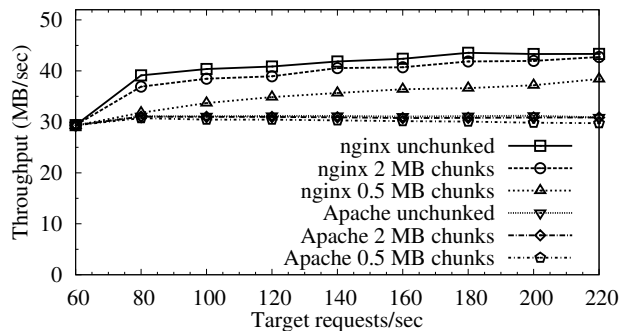 Throughput (MB/sec)
50
40
30
20
10
0
nginx unchunked
nginx 2 MB chunks
nginx 0.5 MB chunks
Apache unchunked
Apache 2 MB chunks
Apache 0.5 MB chunks
60 80 100 120 140 160 180 200 220
Target requests/sec